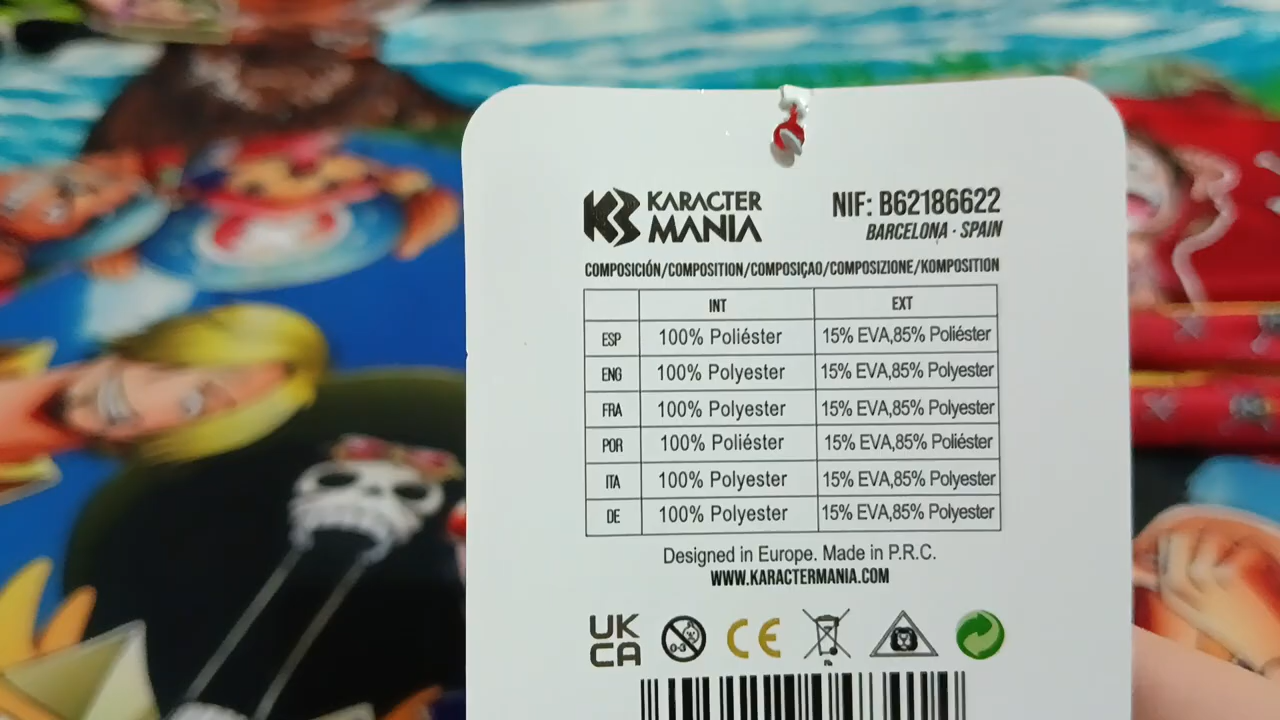 KARACTER
MANIA
NIF: B62186622
BARCELONA · SPAIN
COMPOSICIÓN/COMPOSITION/COMPOSIÇAO/COMPOSIZIONE/KOMPOSITION
INT EXT
ESP 100% Poliéster 15% EVA,85% Poliéster
ENG 100% Polyester 15% EVA,85% Polyester
FRA 100% Polyester 15% EVA,85% Polyester
POR 100% Poliéster 15% EVA,85% Poliéster
ITA 100% Polyester 15% EVA,85% Polyester
DE 100% Polyester 15% EVA,85% Polyester
Designed in Europe. Made in P.R.C.
WWW.KARACTERMANIA.COM
UK
CA
0-3
CE